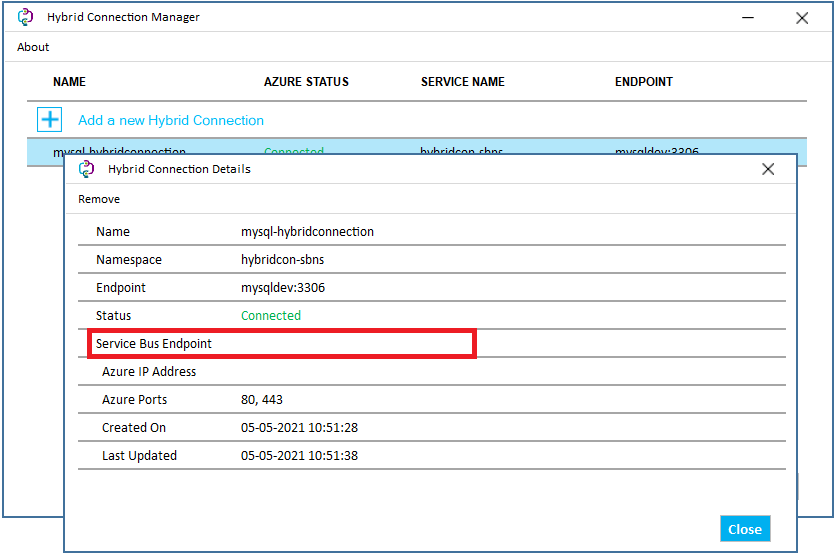 Hybrid Connection Manager
About
NAME AZURE STATUS SERVICE NAME ENDPOINT
Add a new Hybrid Connection
mysql-hybridconnection Connected hybridcon-sbns mysqldev:3306
Hybrid Connection Details
Remove
Name mysql-hybridconnection
Namespace hybridcon-sbns
Endpoint mysqldev:3306
Status Connected
Service Bus Endpoint
Azure IP Address
Azure Ports 80, 443
Created On 05-05-2021 10:51:28
Last Updated 05-05-2021 10:51:38
Close